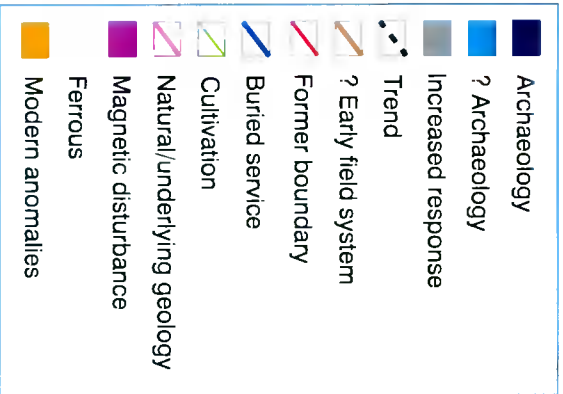 Archaeology
? Archaeology
Increased response
Trend
? Early field system
Former boundary
Buried service
Cultivation
Natural/underlying geology
Magnetic disturbance
Ferrous
Modern anomalies